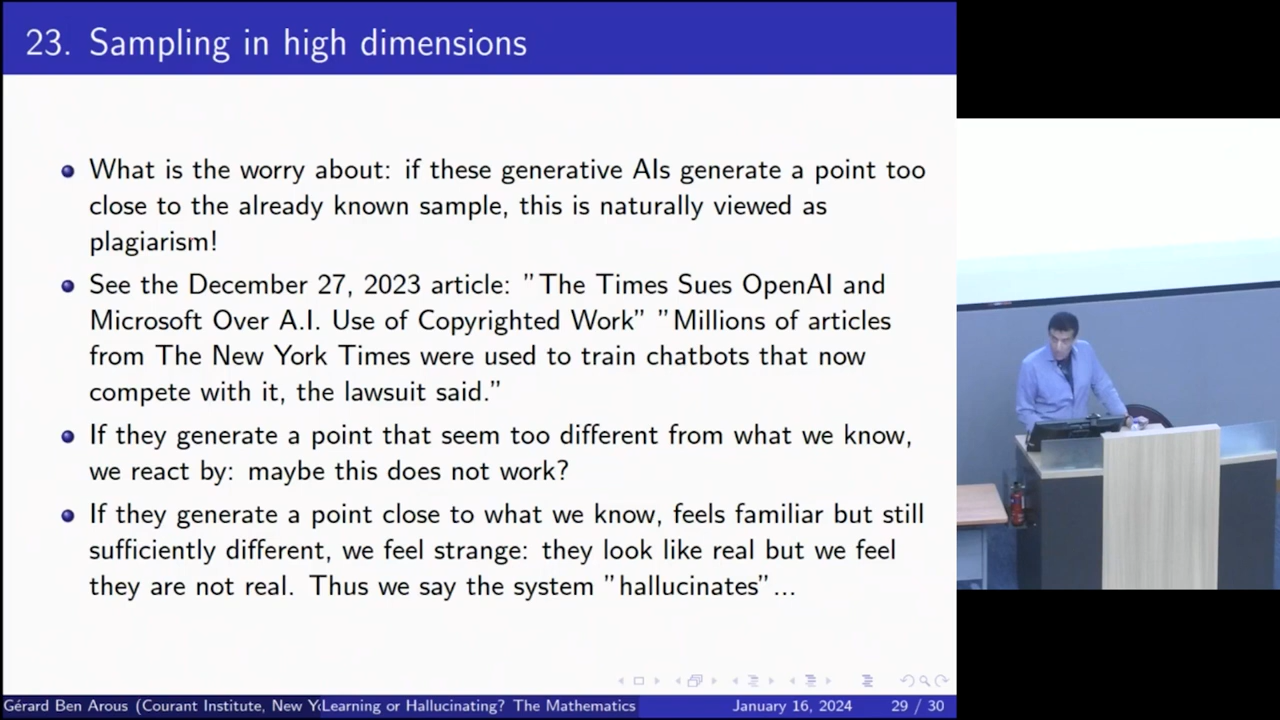 23. Sampling in high dimensions
What is the worry about: if these generative AIs generate a point too
close to the already known sample, this is naturally viewed as
plagiarism!
See the December 27, 2023 article: "The Times Sues OpenAI and
Microsoft Over A.I. Use of Copyrighted Work" "Millions of articles
from The New York Times were used to train chatbots that now
compete with it, the lawsuit said."
If they generate a point that seem too different from what we know,
we react by: maybe this does not work?
If they generate a point close to what we know, feels familiar but still
sufficiently different, we feel strange: they look like real but we feel
they are not real. Thus we say the system "hallucinates"...
Gérard Ben Arous (Courant Institute, New Y Learning or Hallucinating? The Mathematics January 16, 2024 29 / 30